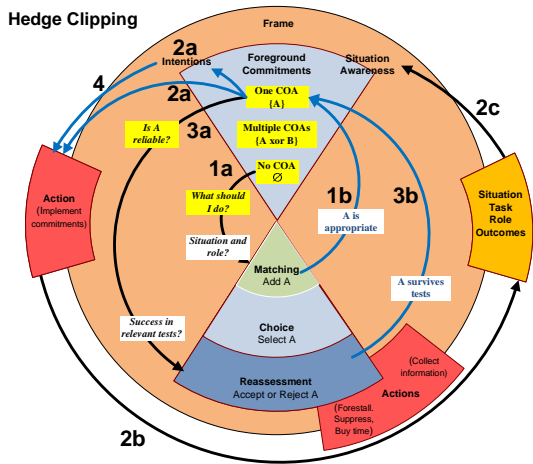 Hedge Clipping
Frame
2a
Intentions
Foreground
Commitments
Situation
Awareness
4
2a
One COA
{A}
2c
Is A
reliable?
3a
Multiple COAs
{A xor B}
1a
No COA
∅
What should
I do?
1b
3b
Action
(Implement
commitments)
A is
appropriate
Situation
Task
Role
Outcomes
Situation and
role?
Matching
Add A
A survives
tests
Success in
relevant tests?
Choice
Select A
Reassessment
Accept or Reject A
(Collect
information)
Actions
(Forestall.
Suppress,
Buy time)
2b